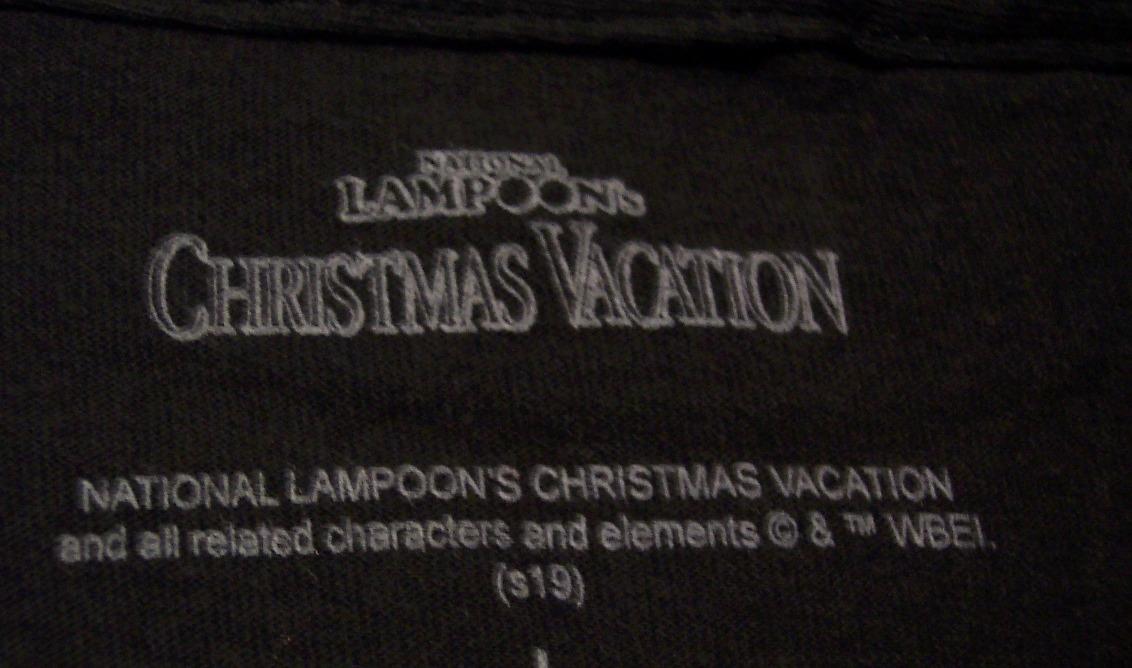 NATIONAL
LAMPOON'S
CHRISTMAS VACATION
NATIONAL LAMPOON'S CHRISTMAS VACATION
and all related characters and elements © & ™ WBEI.
(s19)